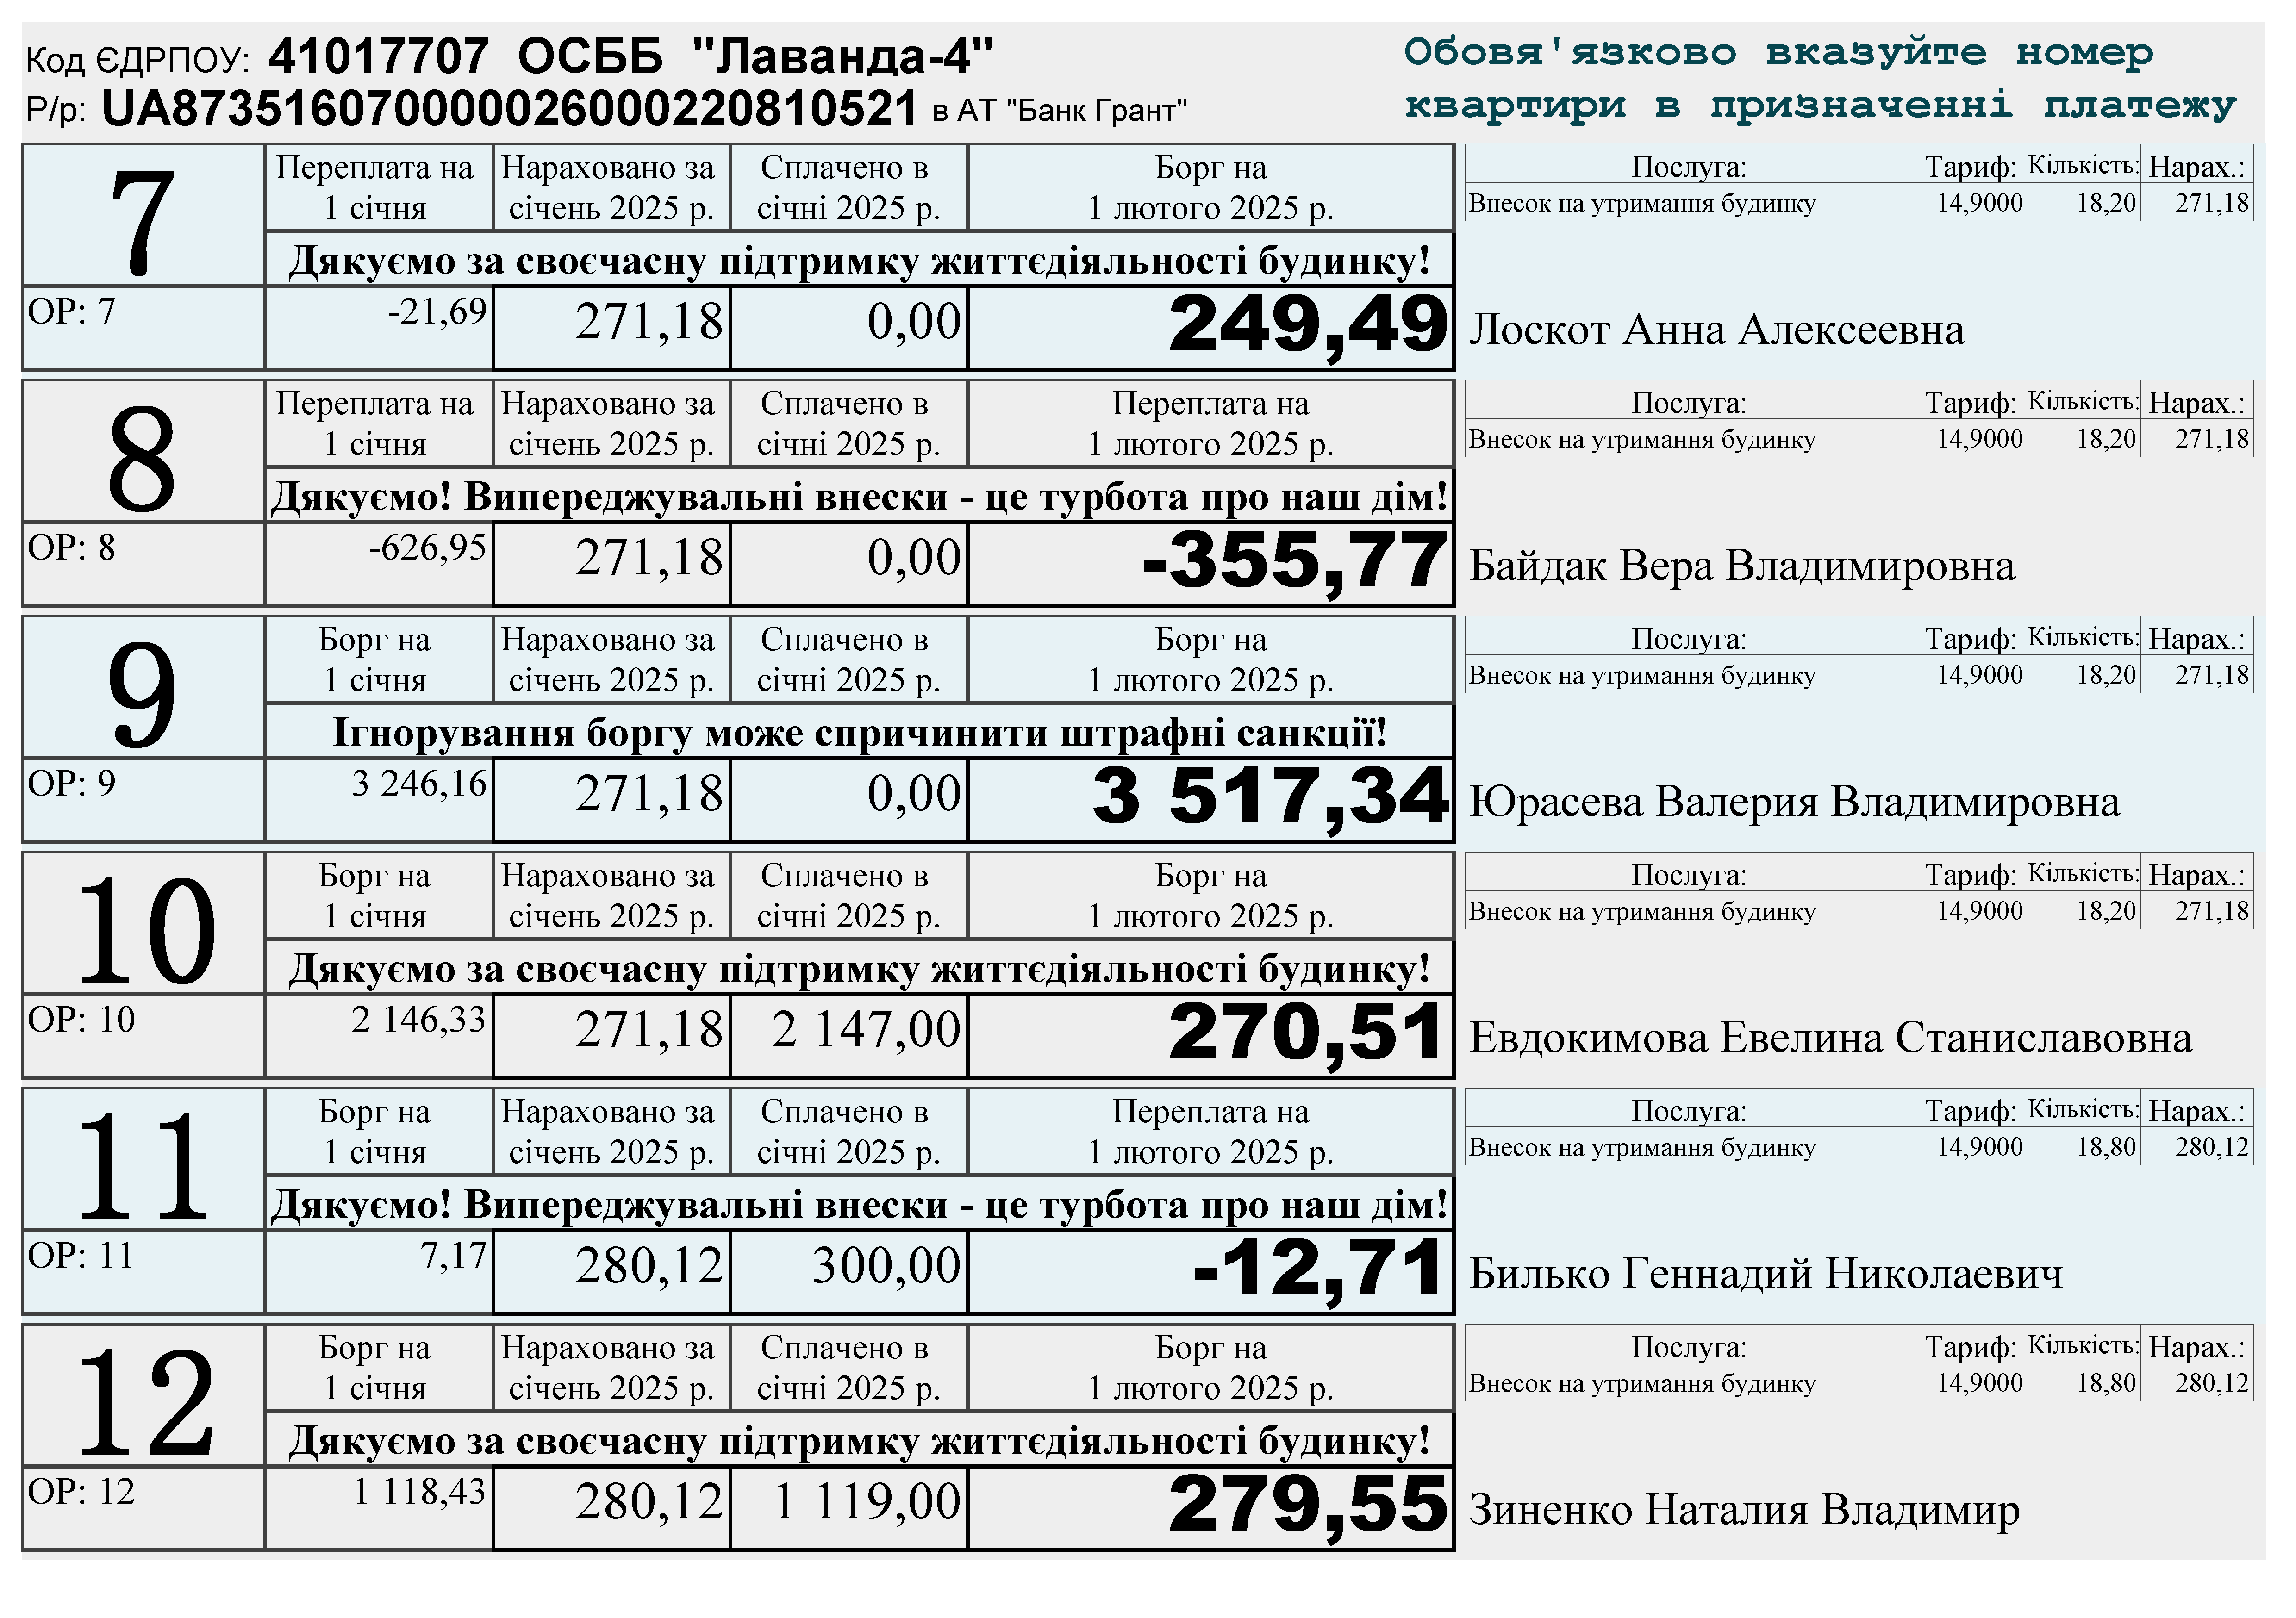 Код ЄДРПОУ: 41017707 ОСББ "Лаванда-4"
Р/р: UA873516070000026000220810521 в АТ "Банк Грант"
Обовя'язково вказуйте номер
квартири в призначенні платежу
7
Переплата на 1 січня
Нараховано за січень 2025 р.
Сплачено в січні 2025 р.
Борг на 1 лютого 2025 р.
Послуга: Тариф: Кількість: Нарах.:
Внесок на утримання будинку 14,9000 18,20 271,18
Дякуємо за своєчасну підтримку життєдіяльності будинку!
ОР: 7 -21,69 271,18 0,00 249,49 Лоскот Анна Алексеевна
8
Переплата на 1 січня
Нараховано за січень 2025 р.
Сплачено в січні 2025 р.
Переплата на 1 лютого 2025 р.
Послуга: Тариф: Кількість: Нарах.:
Внесок на утримання будинку 14,9000 18,20 271,18
Дякуємо! Випереджувальні внески - це турбота про наш дім!
ОР: 8 -626,95 271,18 0,00 -355,77 Байдак Вера Владимировна
9
Борг на 1 січня
Нараховано за січень 2025 р.
Сплачено в січні 2025 р.
Борг на 1 лютого 2025 р.
Послуга: Тариф: Кількість: Нарах.:
Внесок на утримання будинку 14,9000 18,20 271,18
Ігнорування боргу може спричинити штрафні санкції!
ОР: 9 3 246,16 271,18 0,00 3 517,34 Юрасева Валерия Владимировна
10
Борг на 1 січня
Нараховано за січень 2025 р.
Сплачено в січні 2025 р.
Борг на 1 лютого 2025 р.
Послуга: Тариф: Кількість: Нарах.:
Внесок на утримання будинку 14,9000 18,20 271,18
Дякуємо за своєчасну підтримку життєдіяльності будинку!
ОР: 10 2 146,33 271,18 2 147,00 270,51 Евдокимова Евелина Станиславовна
11
Борг на 1 січня
Нараховано за січень 2025 р.
Сплачено в січні 2025 р.
Переплата на 1 лютого 2025 р.
Послуга: Тариф: Кількість: Нарах.:
Внесок на утримання будинку 14,9000 18,80 280,12
Дякуємо! Випереджувальні внески - це турбота про наш дім!
ОР: 11 7,17 280,12 300,00 -12,71 Билько Геннадий Николаевич
12
Борг на 1 січня
Нараховано за січень 2025 р.
Сплачено в січні 2025 р.
Борг на 1 лютого 2025 р.
Послуга: Тариф: Кількість: Нарах.:
Внесок на утримання будинку 14,9000 18,80 280,12
Дякуємо за своєчасну підтримку життєдіяльності будинку!
ОР: 12 1 118,43 280,12 1 119,00 279,55 Зиненко Наталия Владимир